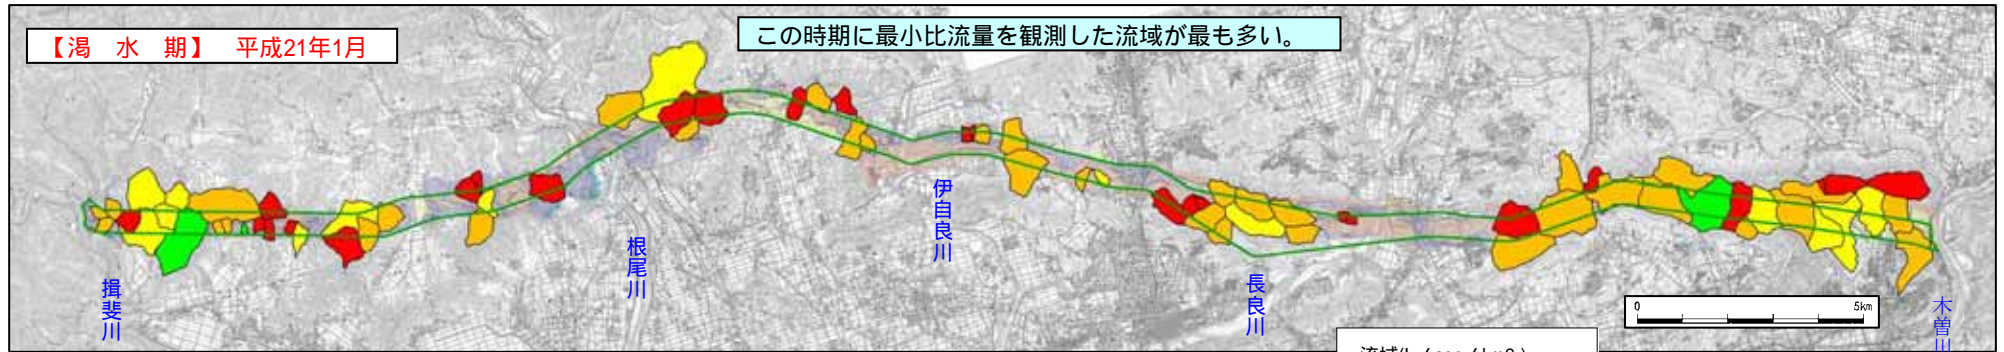 【渇　水　期】　平成21年1月
この時期に最小比流量を観測した流域が最も多い。
揖斐川
根尾川
伊自良川
長良川
木曽川
0 5km